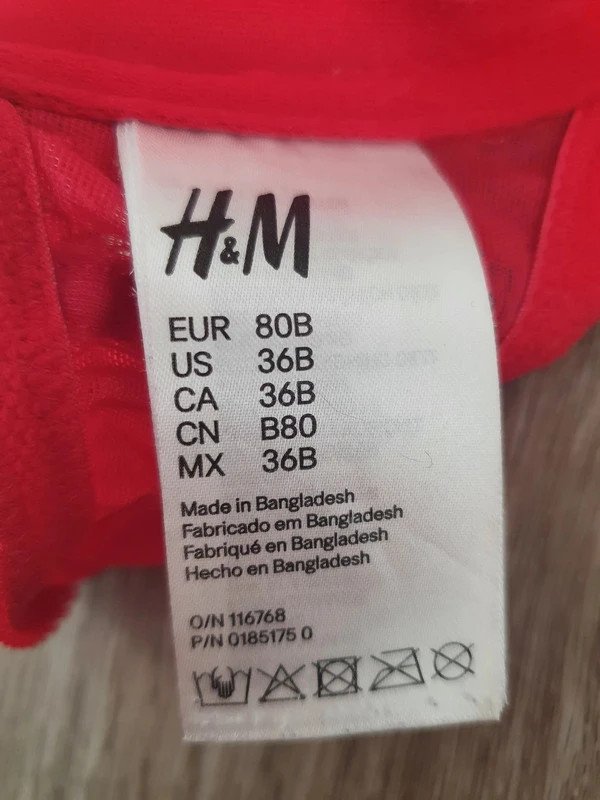 H&M
EUR 80B
US 36B
CA 36B
CN B80
MX 36B
Made in Bangladesh
Fabricado em Bangladesh
Fabriqué en Bangladesh
Hecho en Bangladesh
O/N 116768
P/N 0185175 0